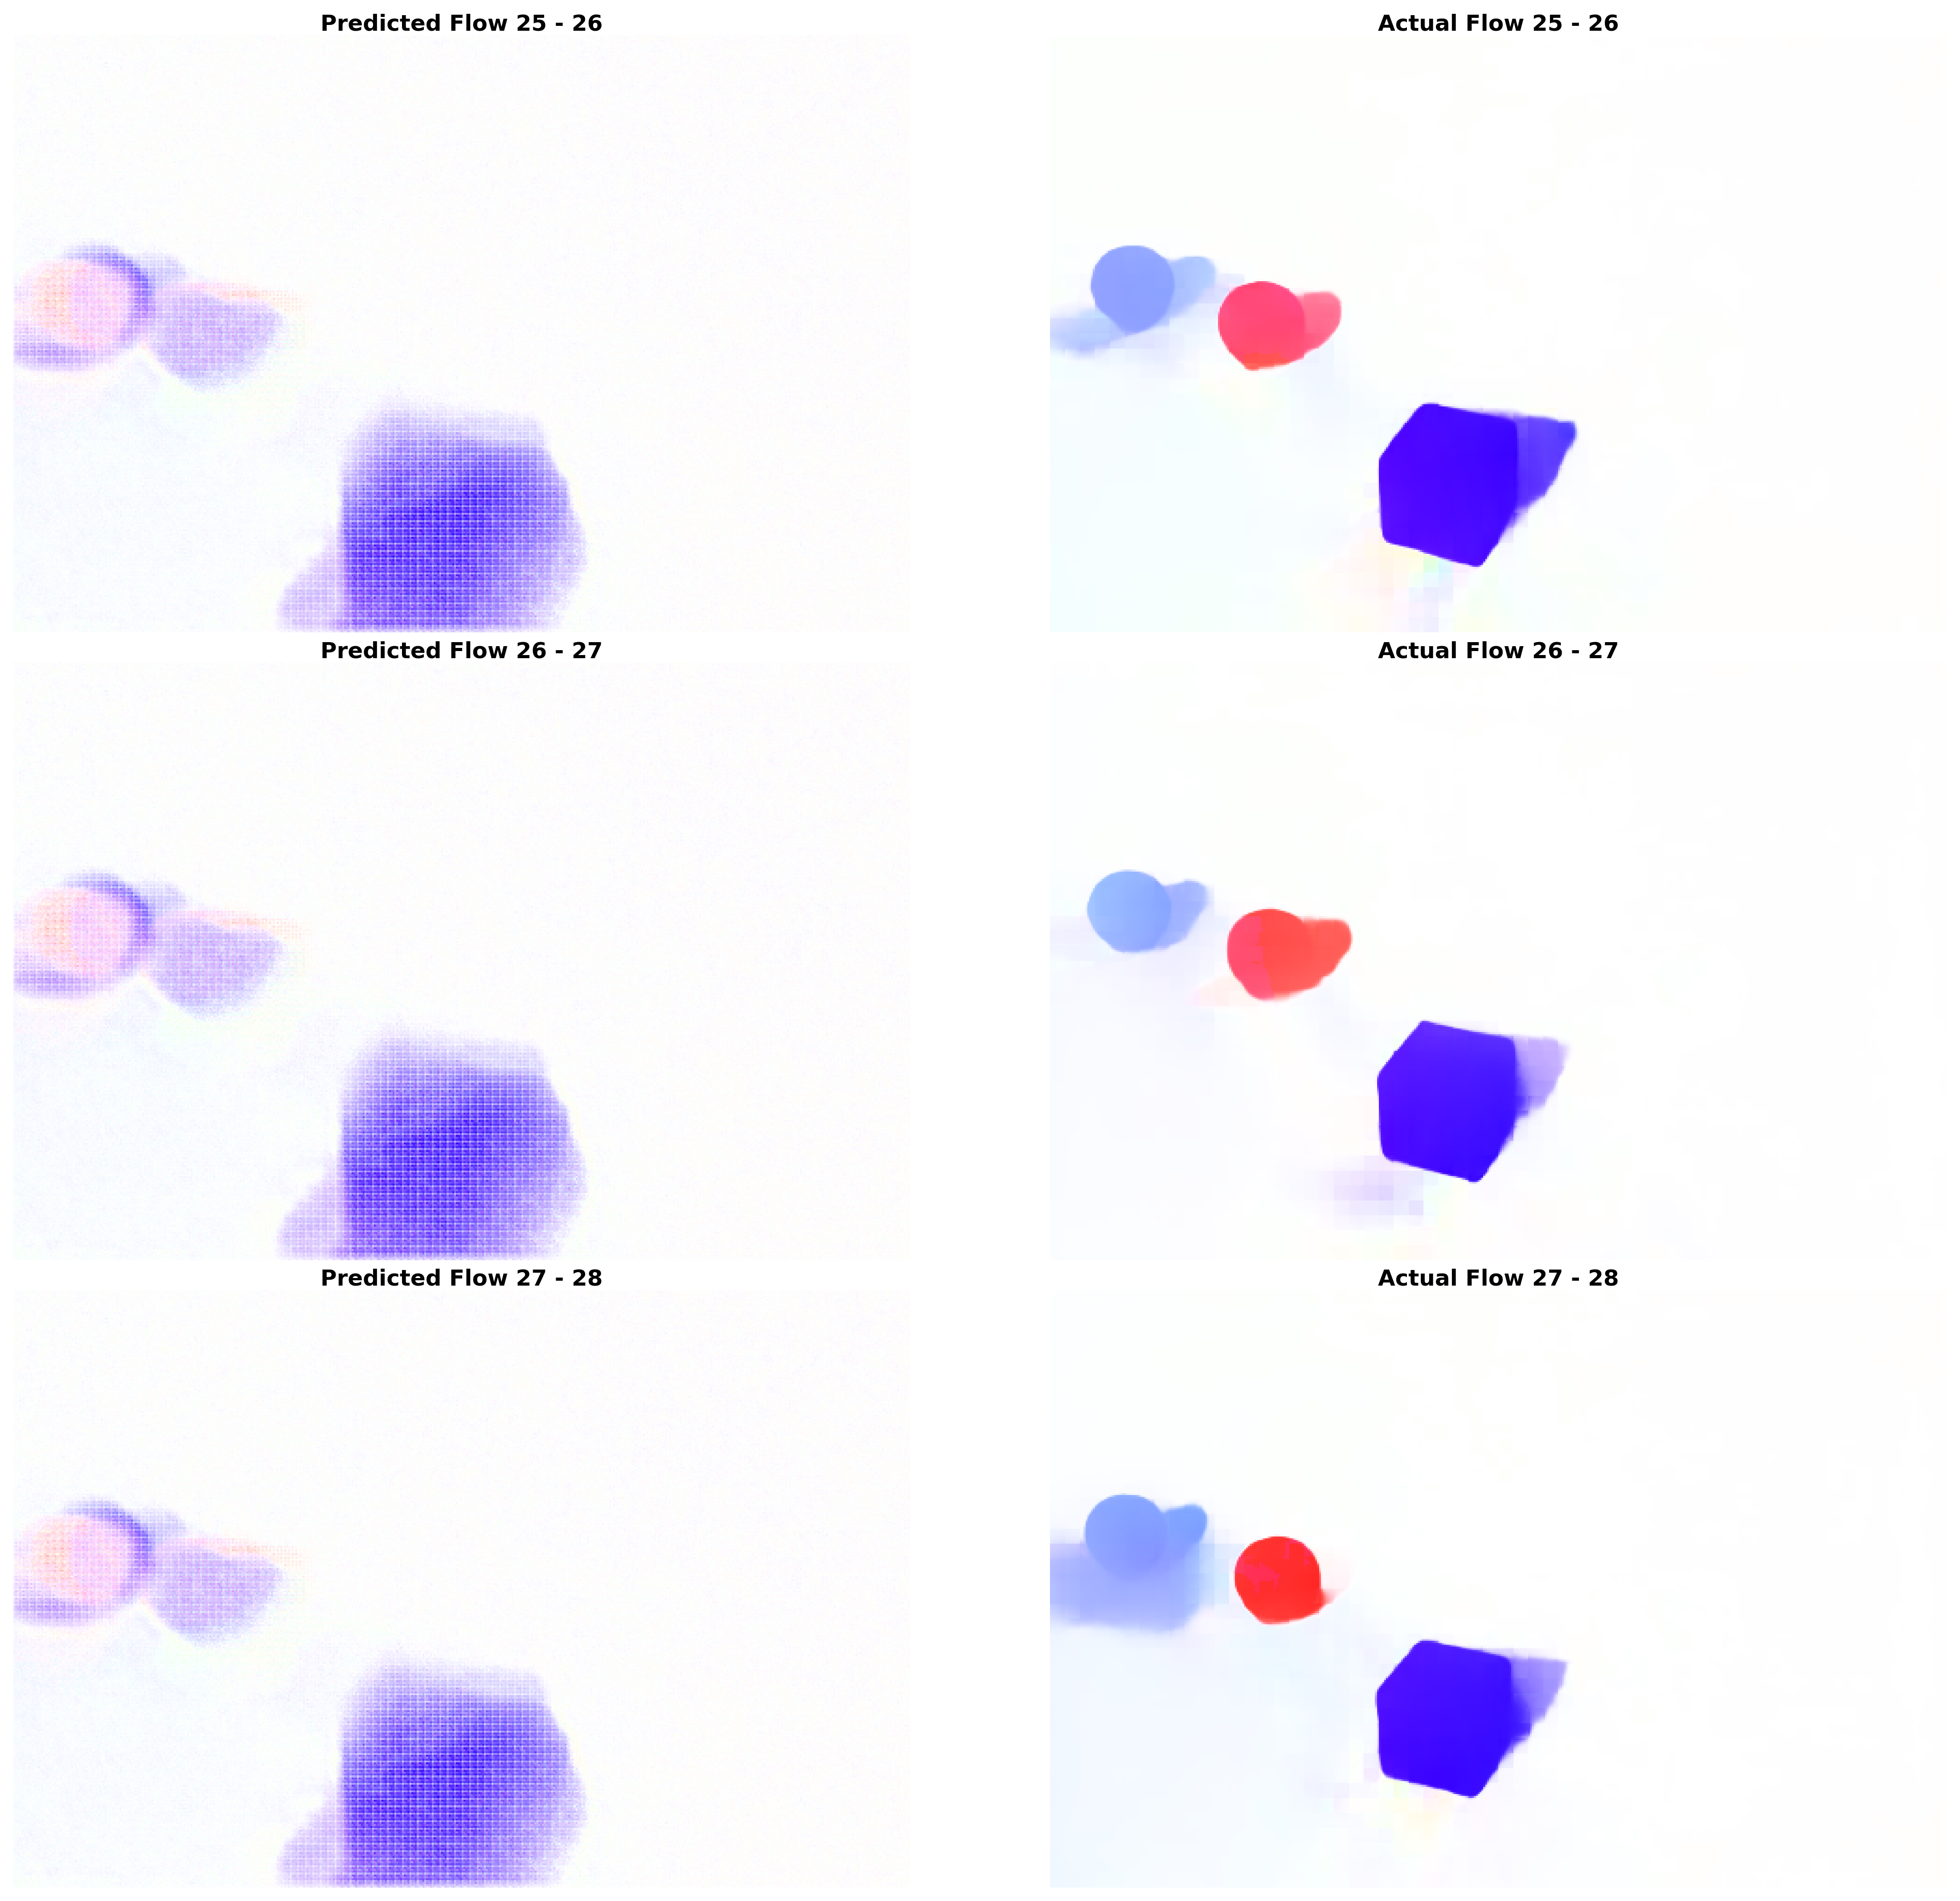 Predicted Flow 25 - 26
Actual Flow 25 - 26
Predicted Flow 26 - 27
Actual Flow 26 - 27
Predicted Flow 27 - 28
Actual Flow 27 - 28